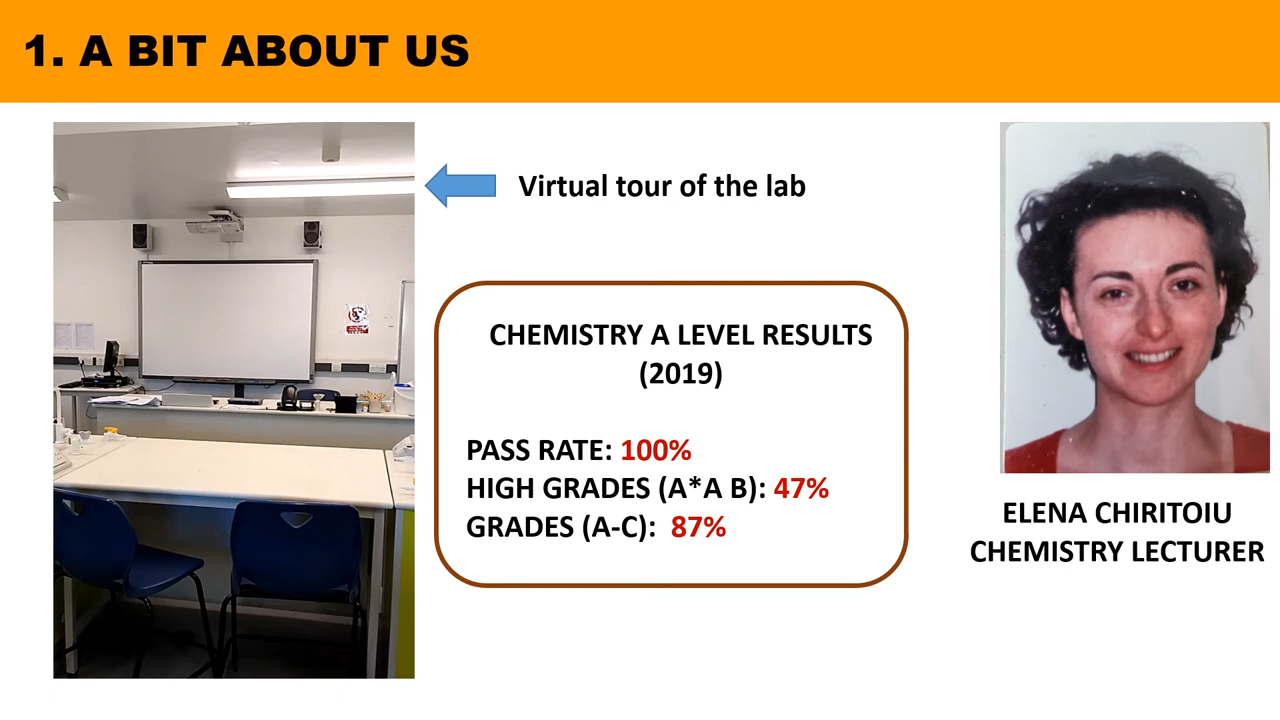 1. A BIT ABOUT US
Virtual tour of the lab
CHEMISTRY A LEVEL RESULTS
(2019)
PASS RATE: 100%
HIGH GRADES (A*A B): 47%
GRADES (A-C): 87%
ELENA CHIRITOIU
CHEMISTRY LECTURER